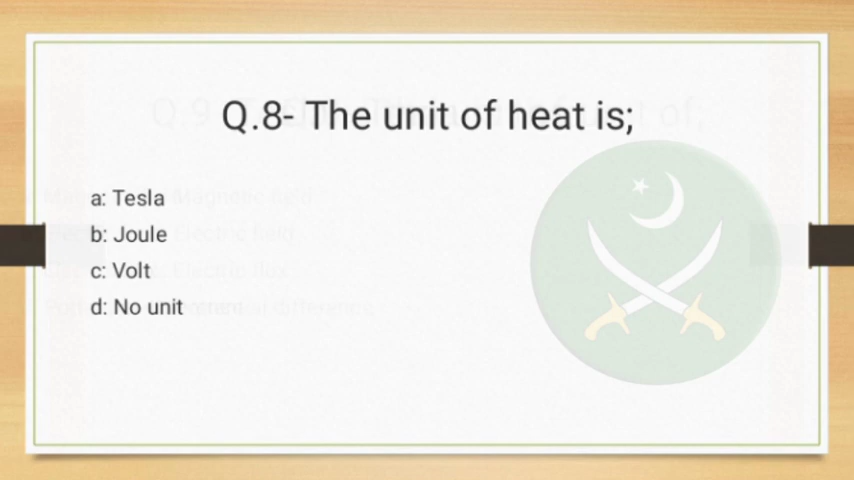 Q.8- The unit of heat is;
a: Tesla
b: Joule
c: Volt
d: No unit